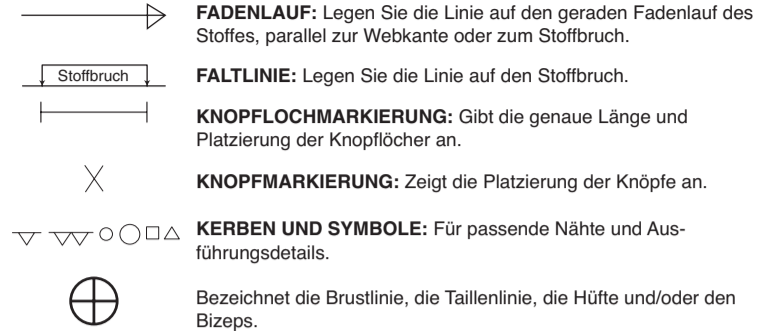 FADENLAUF: Legen Sie die Linie auf den geraden Fadenlauf des
Stoffes, parallel zur Webkante oder zum Stoffbruch.
Stoffbruch
FALTLINIE: Legen Sie die Linie auf den Stoffbruch.
KNOPFLOCHMARKIERUNG: Gibt die genaue Länge und
Platzierung der Knopflöcher an.
KNOPFMARKIERUNG: Zeigt die Platzierung der Knöpfe an.
KERBEN UND SYMBOLE: Für passende Nähte und Aus-
führungsdetails.
Bezeichnet die Brustlinie, die Taillenlinie, die Hüfte und/oder den
Bizeps.